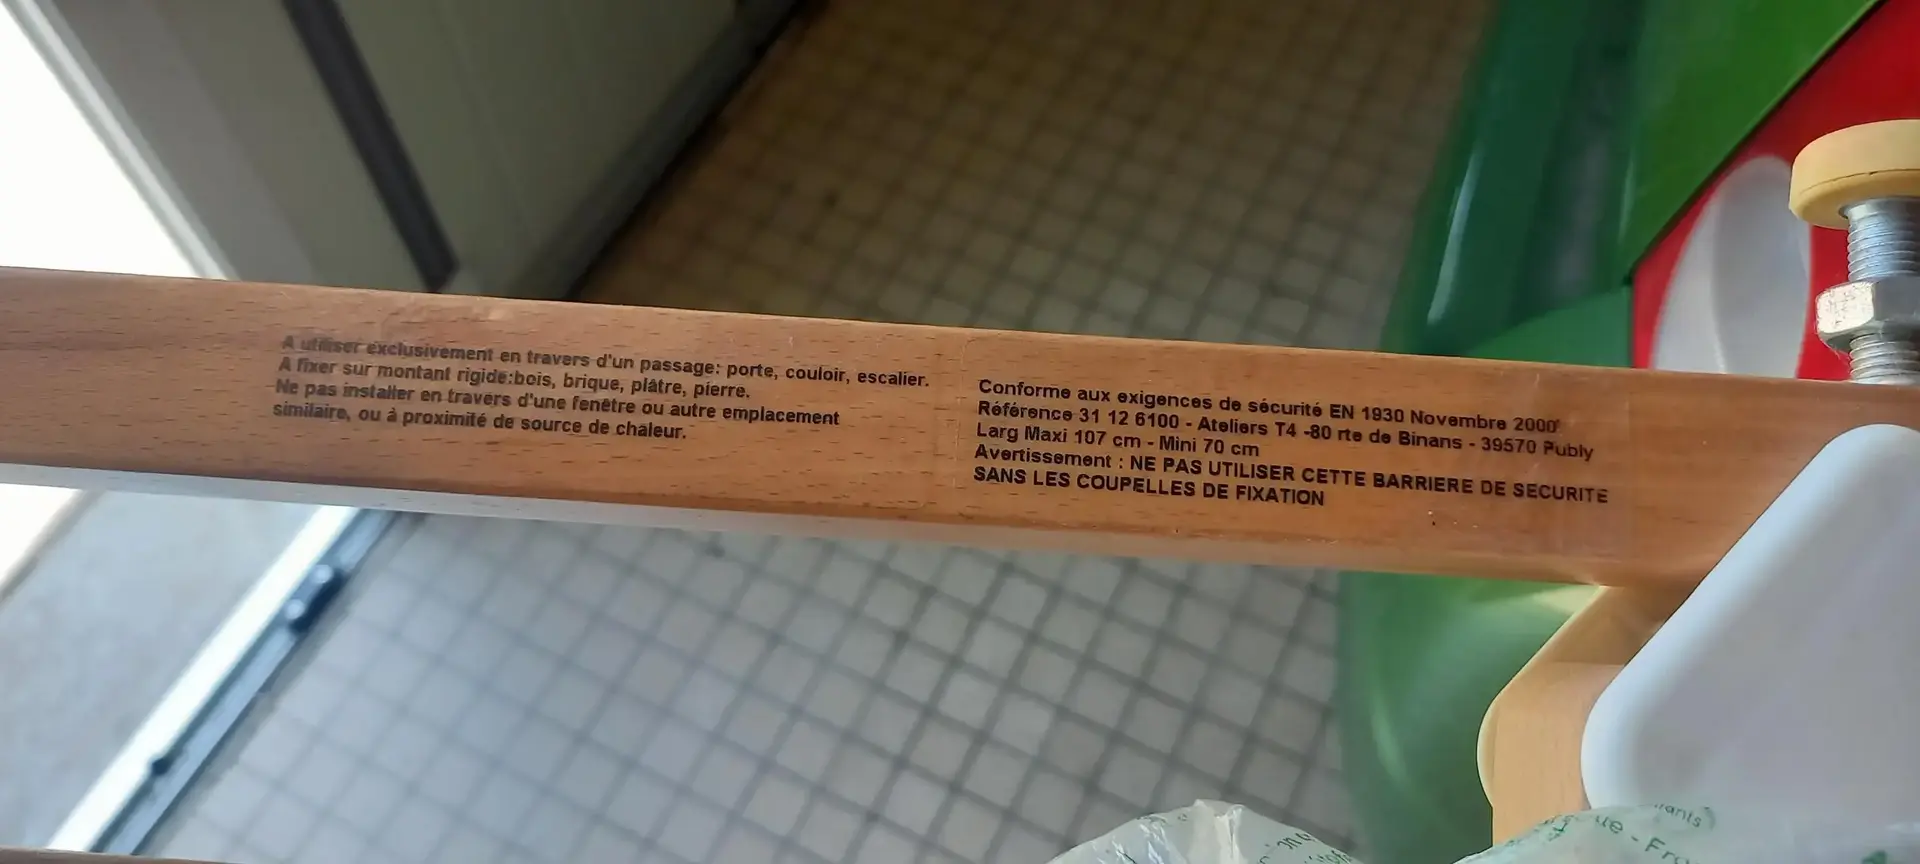 A utiliser exclusivement en travers d'un passage: porte, couloir, escalier.
A fixer sur montant rigide:bois, brique, plâtre, pierre.
Ne pas installer en travers d'une fenêtre ou autre emplacement
similaire, ou à proximité de source de chaleur.
Conforme aux exigences de sécurité EN 1930 Novembre 2000
Référence 31 12 6100 - Ateliers T4 -80 rte de Binans - 39570 Publy
Larg Maxi 107 cm - Mini 70 cm
Avertissement : NE PAS UTILISER CETTE BARRIERE DE SECURITE
SANS LES COUPELLES DE FIXATION